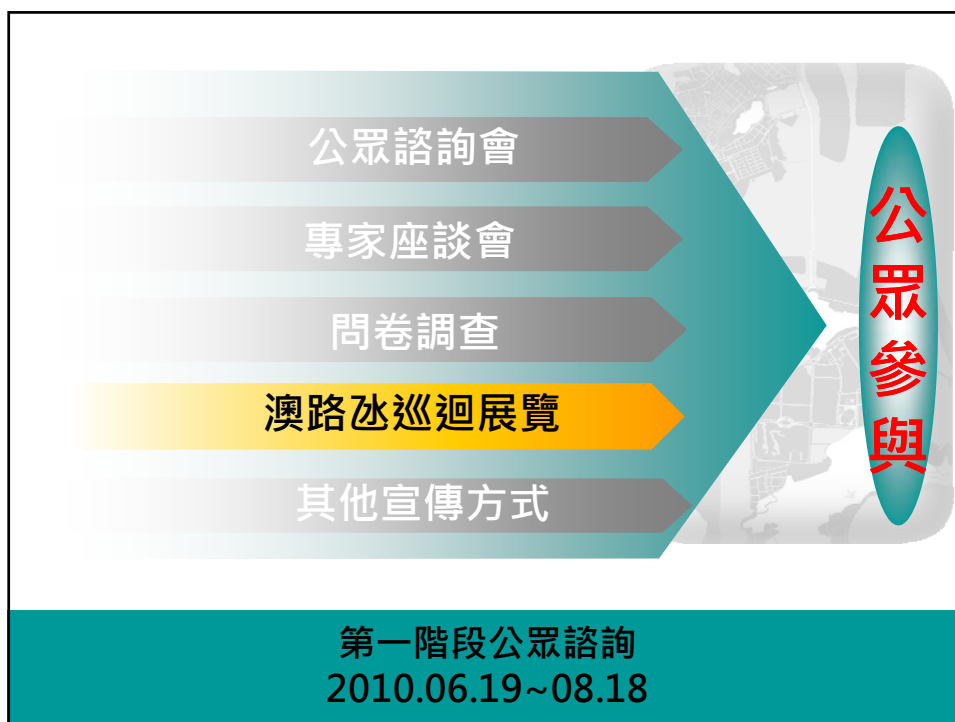 公眾諮詢會
專家座談會
問卷調查
澳路氹巡迴展覽
其他宣傳方式
公眾參與
第一階段公眾諮詢
2010.06.19~08.18